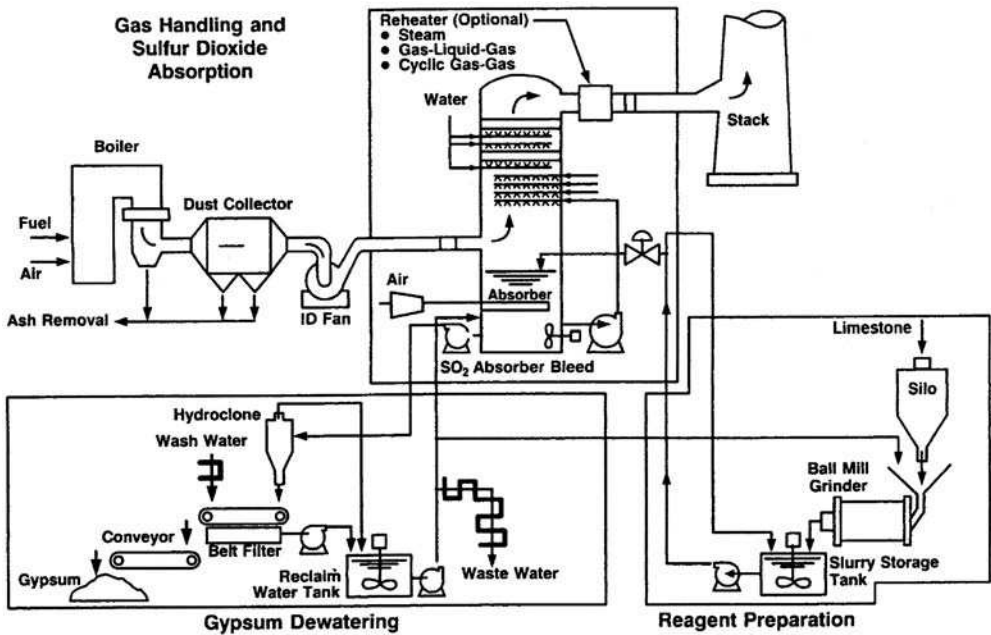 Gas Handling and
Sulfur Dioxide
Absorption
Reheater (Optional)
● Steam
● Gas-Liquid-Gas
● Cyclic Gas-Gas
Water
Stack
Boiler
Dust Collector
Fuel
Air
Ash Removal
ID Fan
Air
Absorber
SO₂ Absorber Bleed
Limestone
Silo
Ball Mill
Grinder
Slurry Storage
Tank
Reagent Preparation
Hydroclone
Wash Water
Conveyor
Belt Filter
Gypsum
Reclaim
Water Tank
Waste Water
Gypsum Dewatering